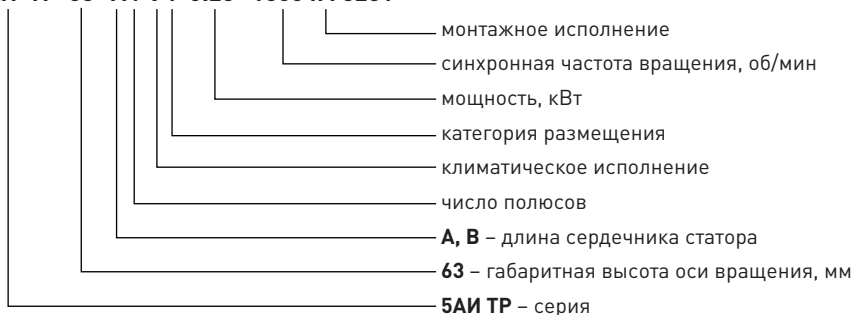 монтажное исполнение
синхронная частота вращения, об/мин
мощность, кВт
категория размещения
климатическое исполнение
число полюсов
А, В – длина сердечника статора
63 – габаритная высота оси вращения, мм
5АИ ТР – серия